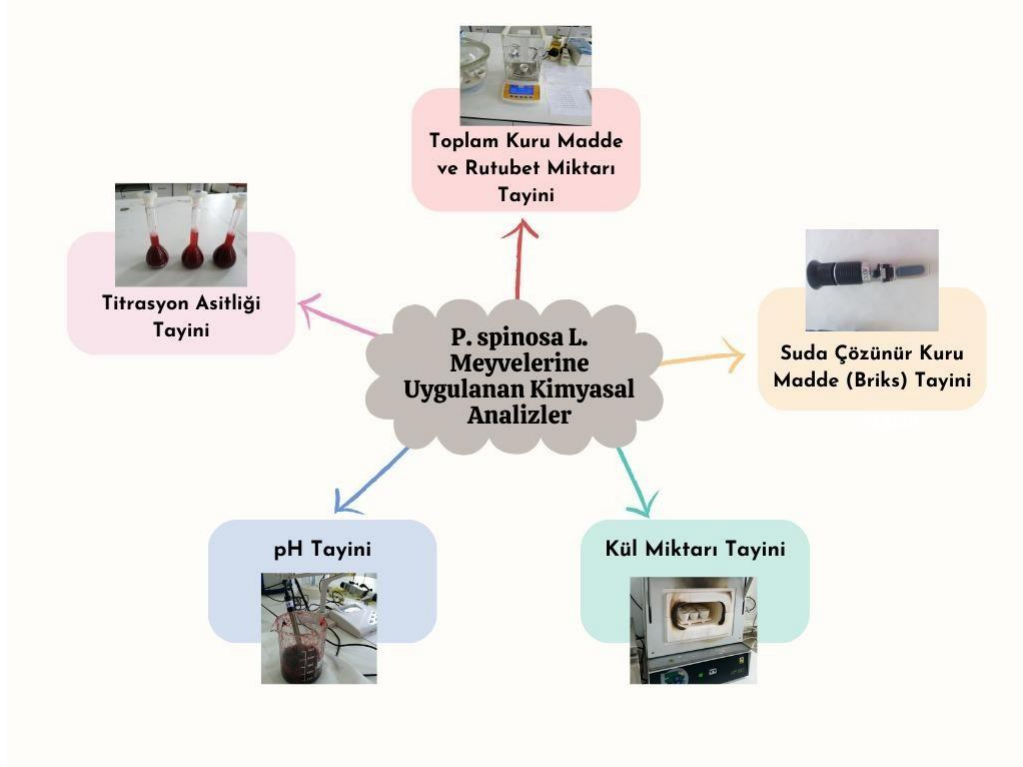 Toplam Kuru Madde
ve Rutubet Miktarı
Tayini
Titrasyon Asitliği
Tayini
P. spinosa L.
Meyvelerine
Uygulanan Kimyasal
Analizler
Suda Çözünür Kuru
Madde (Briks) Tayini
pH Tayini
Kül Miktarı Tayini